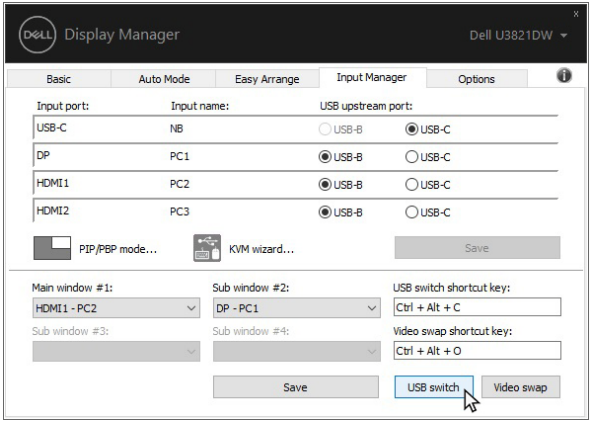 DELL Display Manager Dell U3821DW
x
Basic Auto Mode Easy Arrange Input Manager Options i
Input port: Input name: USB upstream port:
USB-C NB USB-B USB-C
DP PC1 USB-B USB-C
HDMI1 PC2 USB-B USB-C
HDMI2 PC3 USB-B USB-C
PIP/PBP mode... KVM wizard... Save
Main window #1: Sub window #2: USB switch shortcut key:
HDMI1 - PC2 DP - PC1 Ctrl + Alt + C
Sub window #3: Sub window #4: Video swap shortcut key:
Ctrl + Alt + O
Save USB switch Video swap